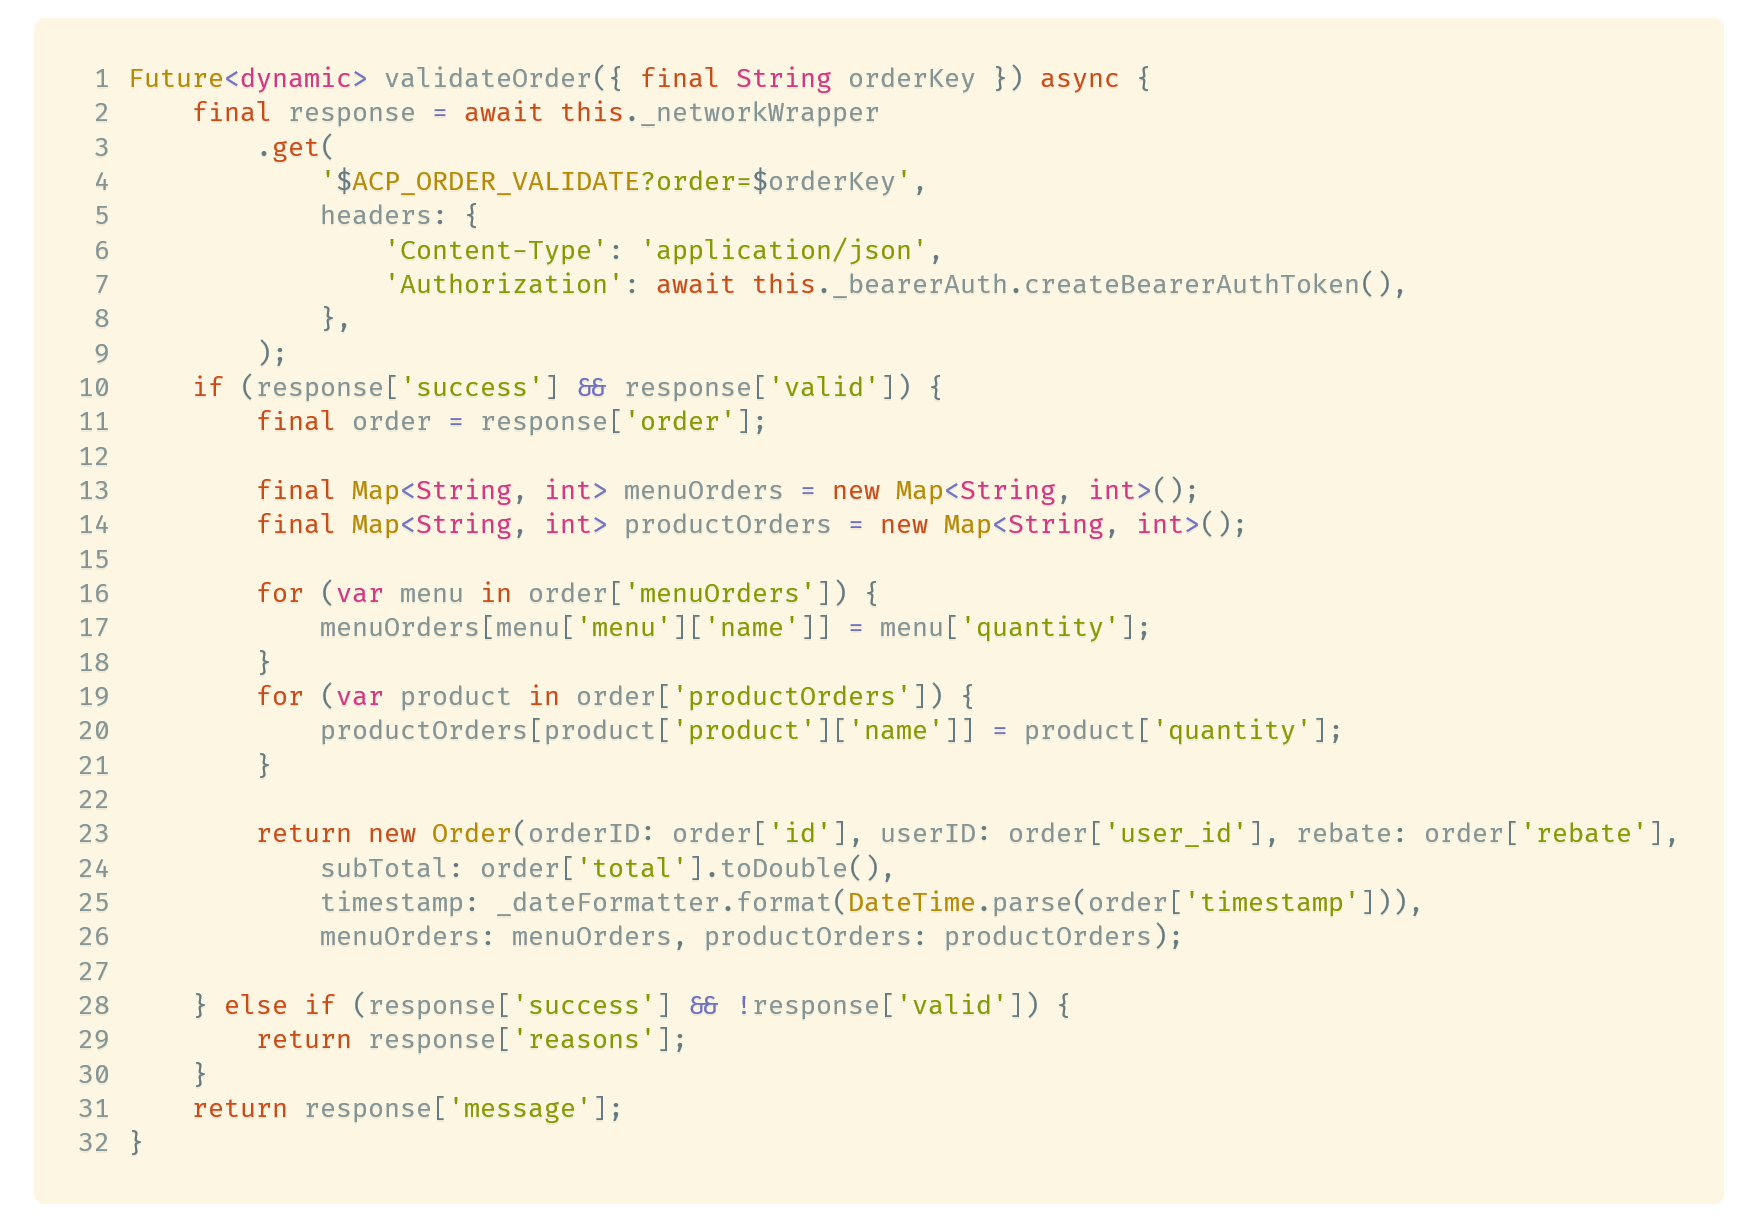 1 Future<dynamic> validateOrder({ final String orderKey }) async {
2     final response = await this._networkWrapper
3         .get(
4             '$ACP_ORDER_VALIDATE?order=$orderKey',
5             headers: {
6                 'Content-Type': 'application/json',
7                 'Authorization': await this._bearerAuth.createBearerAuthToken(),
8             },
9         );
10     if (response['success'] && response['valid']) {
11         final order = response['order'];
12
13         final Map<String, int> menuOrders = new Map<String, int>();
14         final Map<String, int> productOrders = new Map<String, int>();
15
16         for (var menu in order['menuOrders']) {
17             menuOrders[menu['menu']['name']] = menu['quantity'];
18         }
19         for (var product in order['productOrders']) {
20             productOrders[product['product']['name']] = product['quantity'];
21         }
22
23         return new Order(orderID: order['id'], userID: order['user_id'], rebate: order['rebate'],
24             subTotal: order['total'].toDouble(),
25             timestamp: _dateFormatter.format(DateTime.parse(order['timestamp'])),
26             menuOrders: menuOrders, productOrders: productOrders);
27
28     } else if (response['success'] && !response['valid']) {
29         return response['reasons'];
30     }
31     return response['message'];
32 }